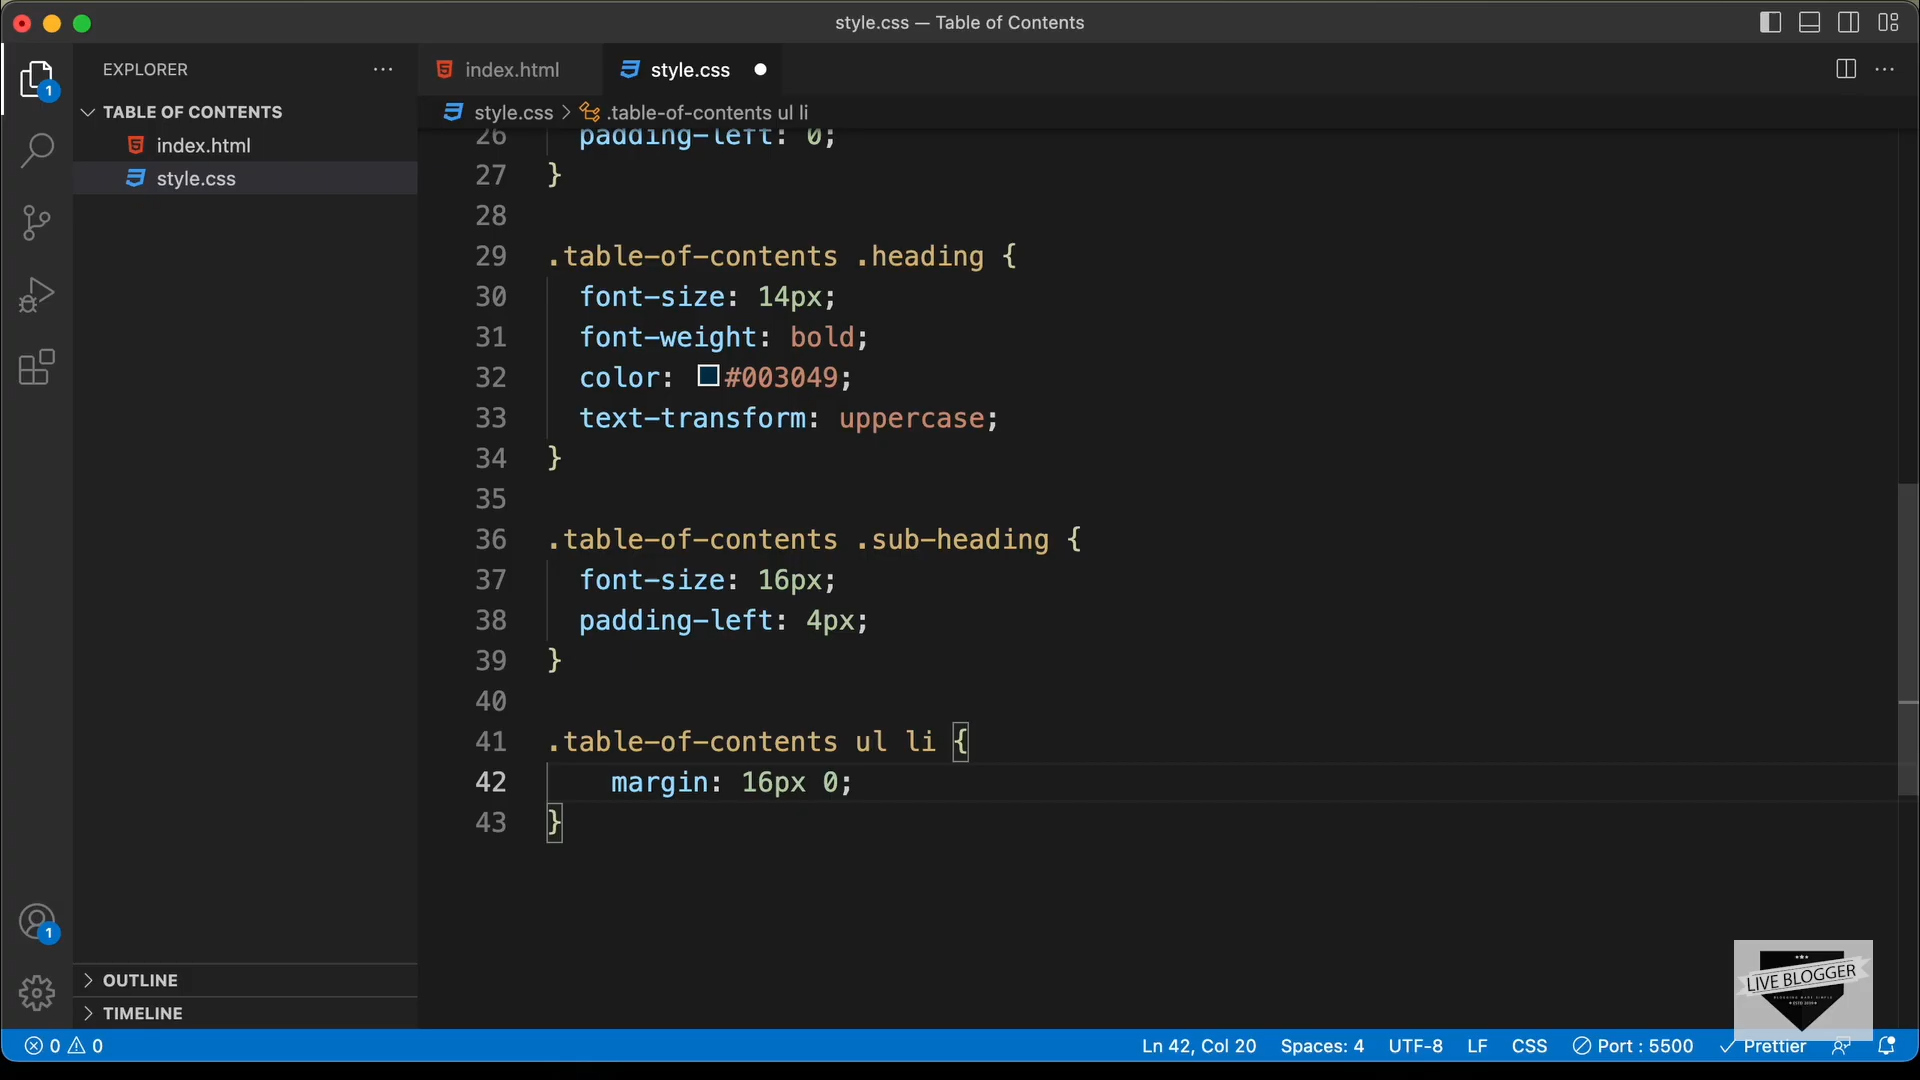 style.css — Table of Contents
EXPLORER
TABLE OF CONTENTS
index.html
style.css
OUTLINE
TIMELINE
1
1
index.html
style.css
style.css > .table-of-contents ul li
26 padding-left: 0;
27 }
28
29 .table-of-contents .heading {
30 font-size: 14px;
31 font-weight: bold;
32 color: #003049;
33 text-transform: uppercase;
34 }
35
36 .table-of-contents .sub-heading {
37 font-size: 16px;
38 padding-left: 4px;
39 }
40
41 .table-of-contents ul li {
42 margin: 16px 0;
43 }
LIVE BLOGGER
0 0
Ln 42, Col 20 Spaces: 4 UTF-8 LF CSS Port : 5500 Prettier